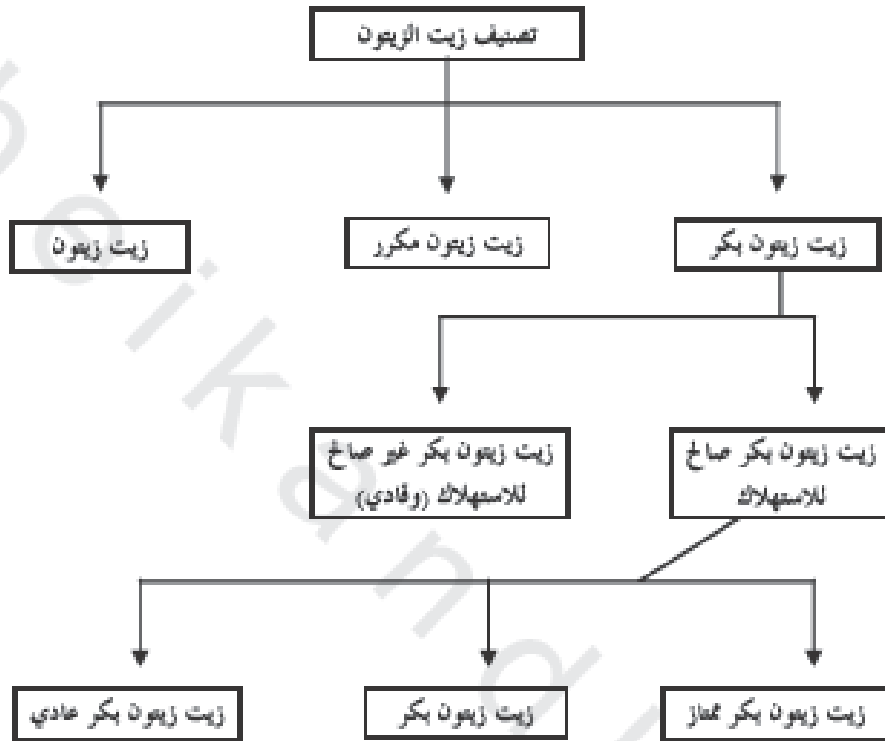 تصنيف زيت الزيتون
زيت زيتون بكر
زيت زيتون مكرر
زيت زيتون
زيت زيتون بكر صالح
للاستهلاك
زيت زيتون بكر غير صالح
للاستهلاك (وقادي)
زيت زيتون بكر ممتاز
زيت زيتون بكر
زيت زيتون بكر عادي
beikand